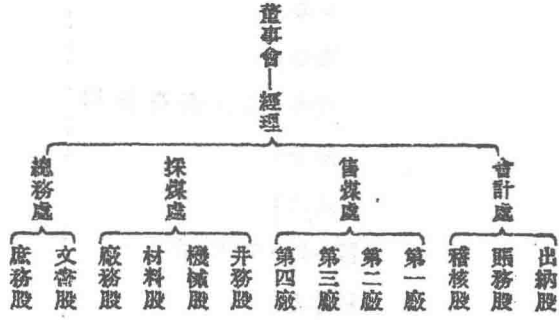 董事會—經理
會計處
出納股
賬務股
稽核股
售煤處
第一廠
第二廠
第三廠
第四廠
採煤處
井務股
機械股
材料股
廠務股
總務處
文書股
庶務股